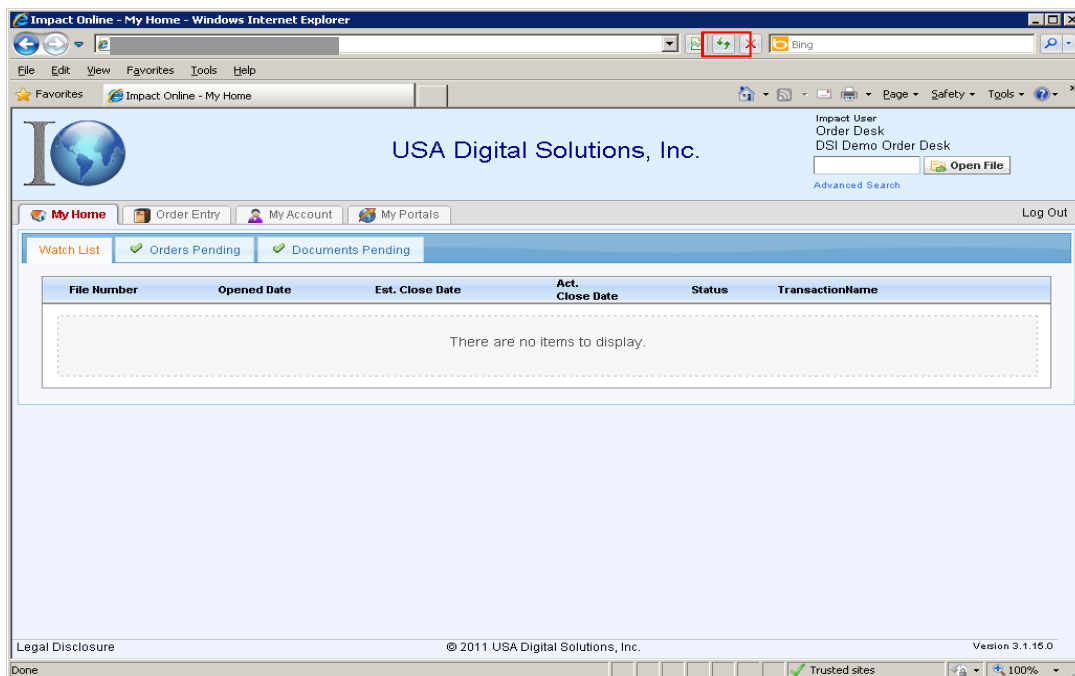 Impact Online - My Home - Windows Internet Explorer
Bing
File Edit View Favorites Tools Help
Favorites Impact Online - My Home Page Safety Tools
IO USA Digital Solutions, Inc.
Impact User
Order Desk
DSI Demo Order Desk
Open File
Advanced Search
My Home Order Entry My Account My Portals Log Out
Watch List Orders Pending Documents Pending
File Number Opened Date Est. Close Date Act. Close Date Status TransactionName
There are no items to display.
Legal Disclosure © 2011 USA Digital Solutions, Inc. Version 3.1.15.0
Done Trusted sites 100%